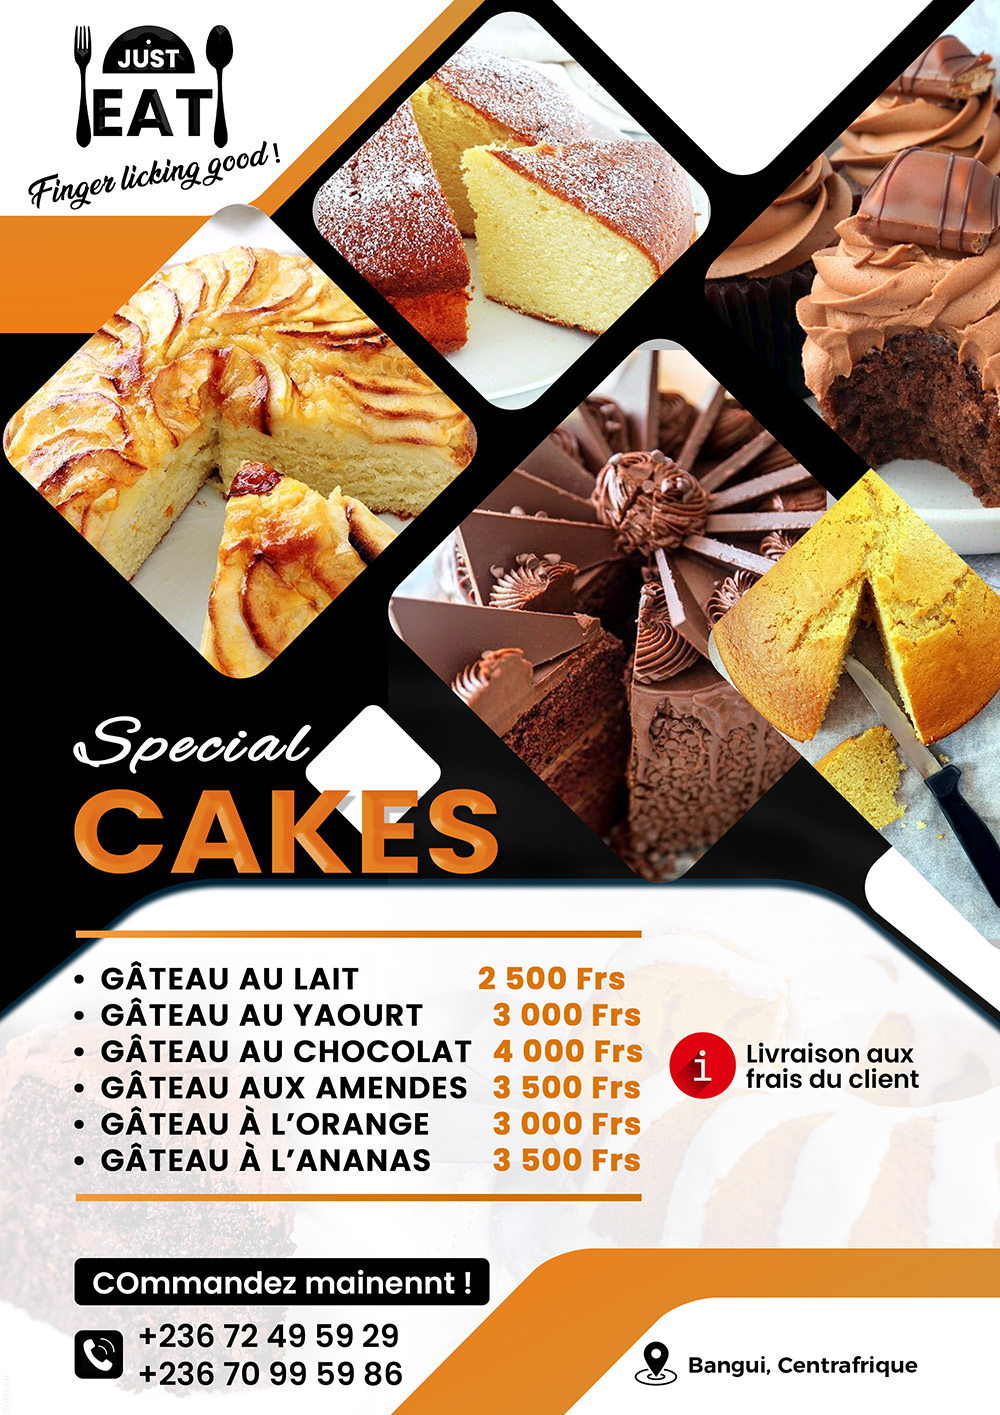 JUST
EAT
Finger licking good !
Special
CAKES
• GÂTEAU AU LAIT 2 500 Frs
• GÂTEAU AU YAOURT 3 000 Frs
• GÂTEAU AU CHOCOLAT 4 000 Frs
• GÂTEAU AUX AMENDES 3 500 Frs
• GÂTEAU À L’ORANGE 3 000 Frs
• GÂTEAU À L’ANANAS 3 500 Frs
i
Livraison aux
frais du client
COmmandez mainennt !
+236 72 49 59 29
+236 70 99 59 86
Bangui, Centrafrique